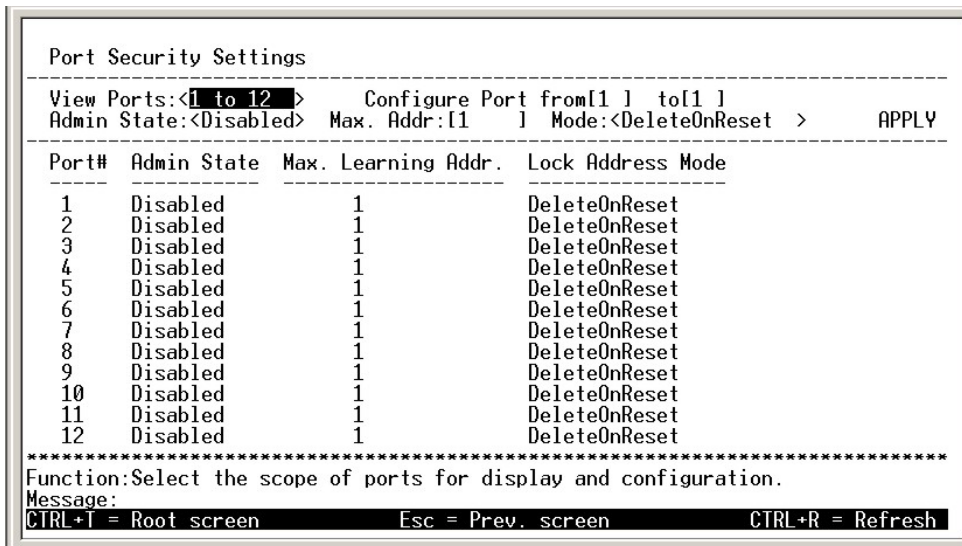 Port Security Settings
View Ports:<1 to 12 > Configure Port from[1 ] to[1 ]
Admin State:<Disabled> Max. Addr:[1 ] Mode:<DeleteOnReset > APPLY
Port# Admin State Max. Learning Addr. Lock Address Mode
1 Disabled 1 DeleteOnReset
2 Disabled 1 DeleteOnReset
3 Disabled 1 DeleteOnReset
4 Disabled 1 DeleteOnReset
5 Disabled 1 DeleteOnReset
6 Disabled 1 DeleteOnReset
7 Disabled 1 DeleteOnReset
8 Disabled 1 DeleteOnReset
9 Disabled 1 DeleteOnReset
10 Disabled 1 DeleteOnReset
11 Disabled 1 DeleteOnReset
12 Disabled 1 DeleteOnReset
Function:Select the scope of ports for display and configuration.
Message:
CTRL+T = Root screen Esc = Prev. screen CTRL+R = Refresh